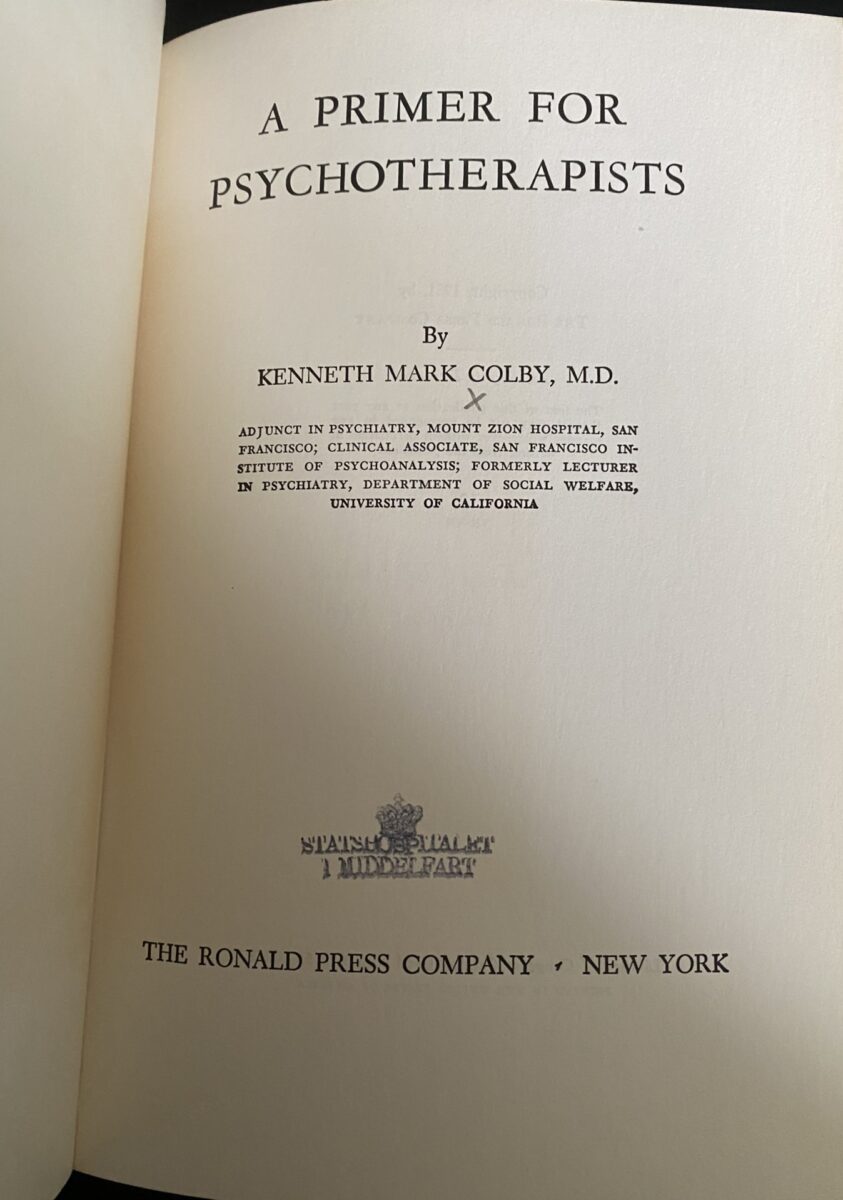 A PRIMER FOR
PSYCHOTHERAPISTS
By
KENNETH MARK COLBY, M.D.
X
ADJUNCT IN PSYCHIATRY, MOUNT ZION HOSPITAL, SAN
FRANCISCO; CLINICAL ASSOCIATE, SAN FRANCISCO IN-
STITUTE OF PSYCHOANALYSIS; FORMERLY LECTURER
IN PSYCHIATRY, DEPARTMENT OF SOCIAL WELFARE,
UNIVERSITY OF CALIFORNIA
STATSHOSPITALET
I MIDDELFART
THE RONALD PRESS COMPANY · NEW YORK